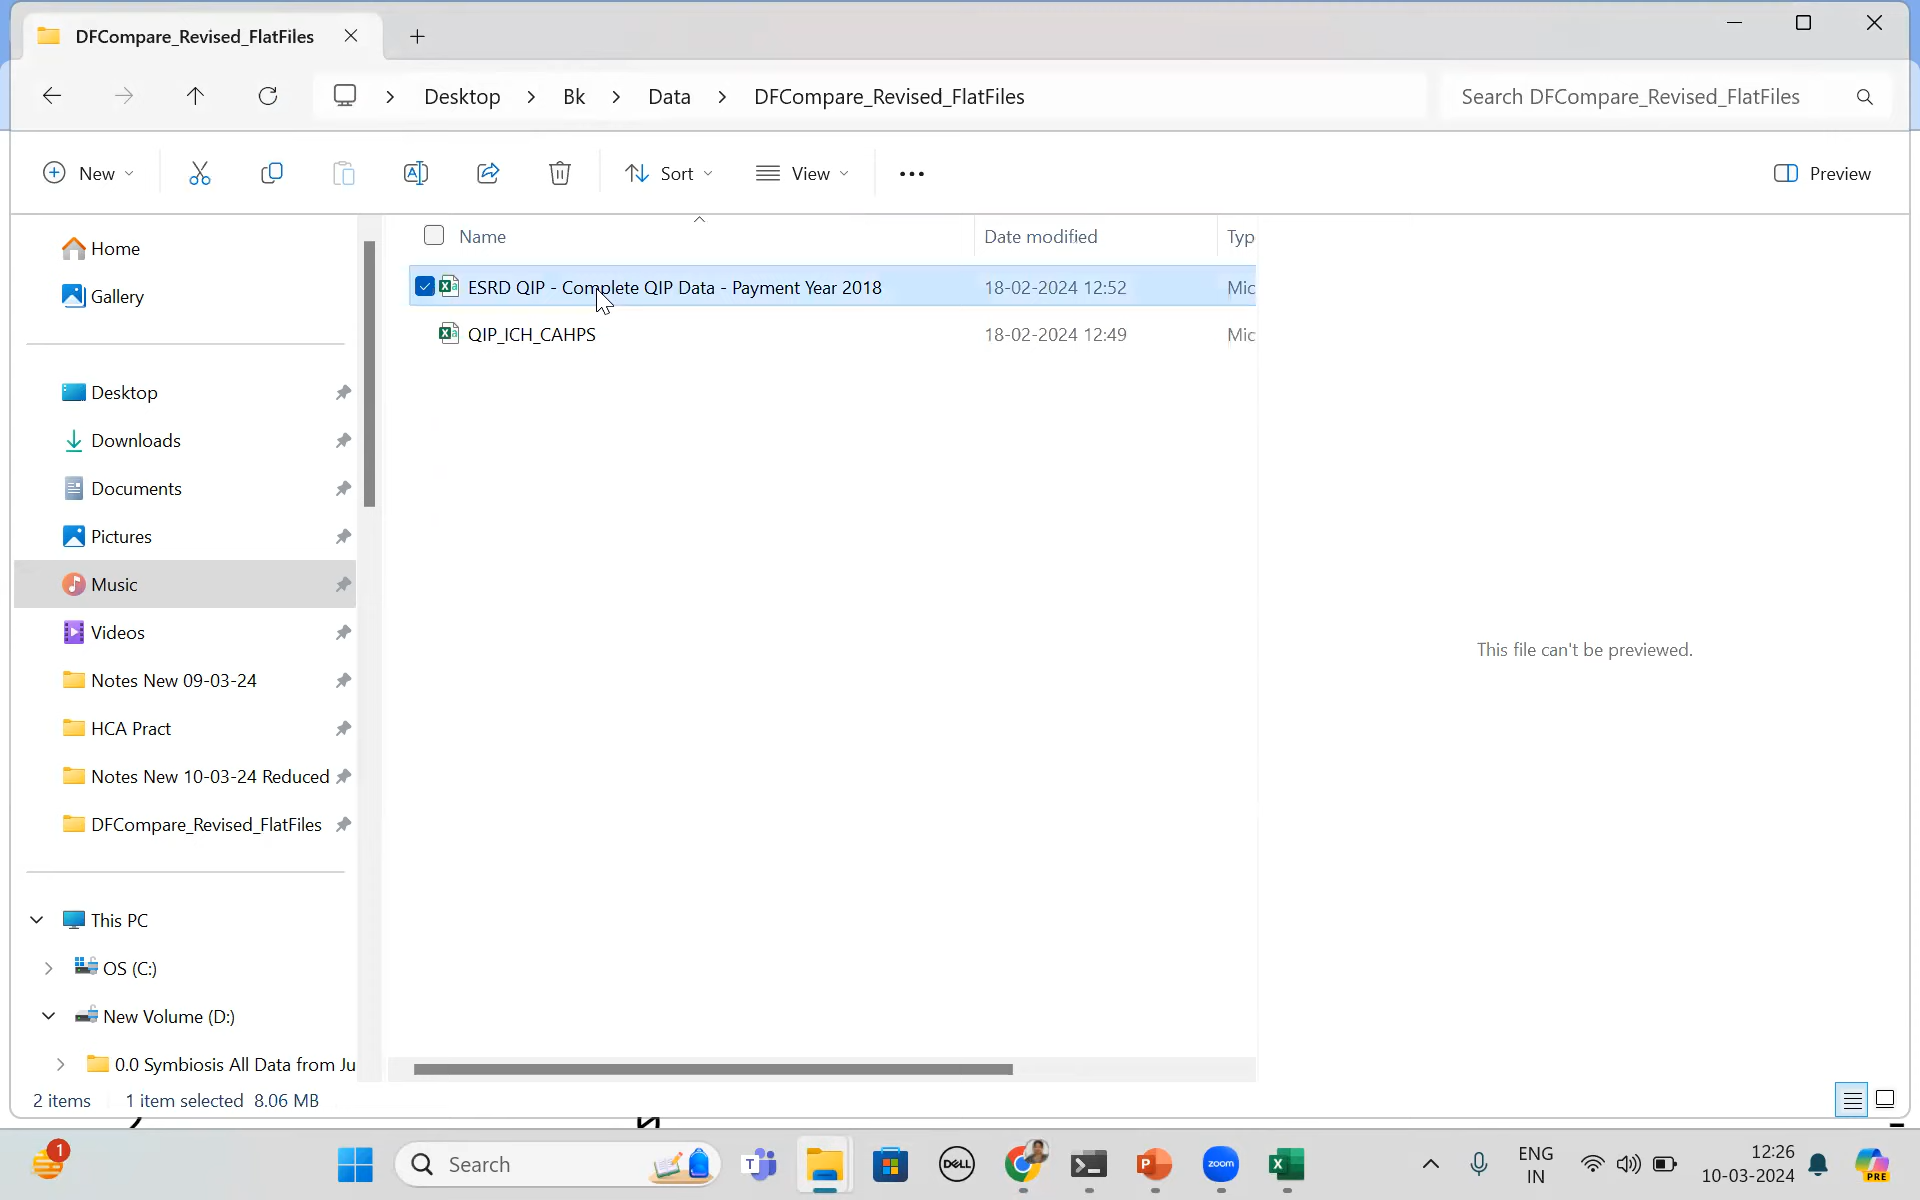 DFCompare_Revised_FlatFiles
Desktop > Bk > Data > DFCompare_Revised_FlatFiles
Search DFCompare_Revised_FlatFiles
New
Sort
View
Preview
Name
Date modified
Typ
ESRD QIP - Complete QIP Data - Payment Year 2018
18-02-2024 12:52
Mic
QIP_ICH_CAHPS
18-02-2024 12:49
Mic
Home
Gallery
Desktop
Downloads
Documents
Pictures
Music
Videos
Notes New 09-03-24
HCA Pract
Notes New 10-03-24 Reduced
DFCompare_Revised_FlatFiles
This PC
OS (C:)
New Volume (D:)
0.0 Symbiosis All Data from Ju
This file can't be previewed.
2 items
1 item selected 8.06 MB
1
Search
DELL
zoom
ENG
IN
12:26
10-03-2024
PRE